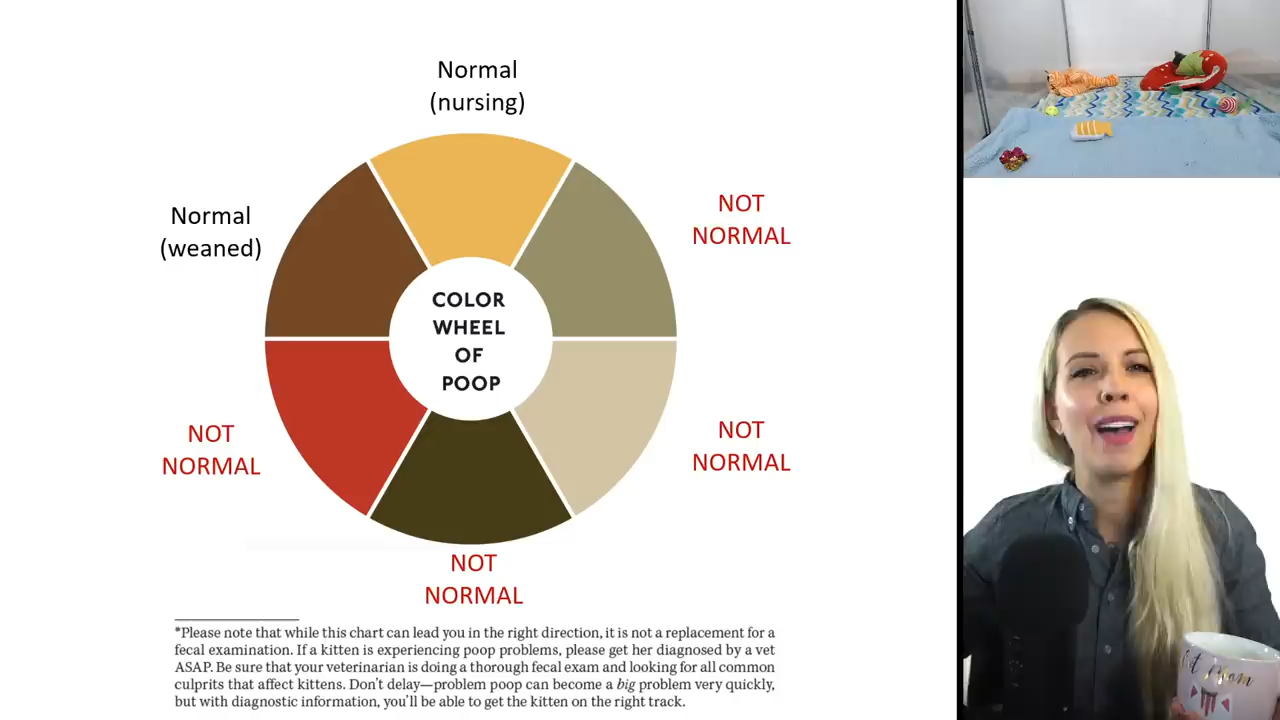 Normal
(nursing)
Normal
(weaned)
NOT
NORMAL
COLOR
WHEEL
OF
POOP
NOT
NORMAL
NOT
NORMAL
NOT
NORMAL
*Please note that while this chart can lead you in the right direction, it is not a replacement for a
fecal examination. If a kitten is experiencing poop problems, please get her diagnosed by a vet
ASAP. Be sure that your veterinarian is doing a thorough fecal exam and looking for all common
culprits that affect kittens. Don't delay—problem poop can become a big problem very quickly,
but with diagnostic information, you'll be able to get the kitten on the right track.